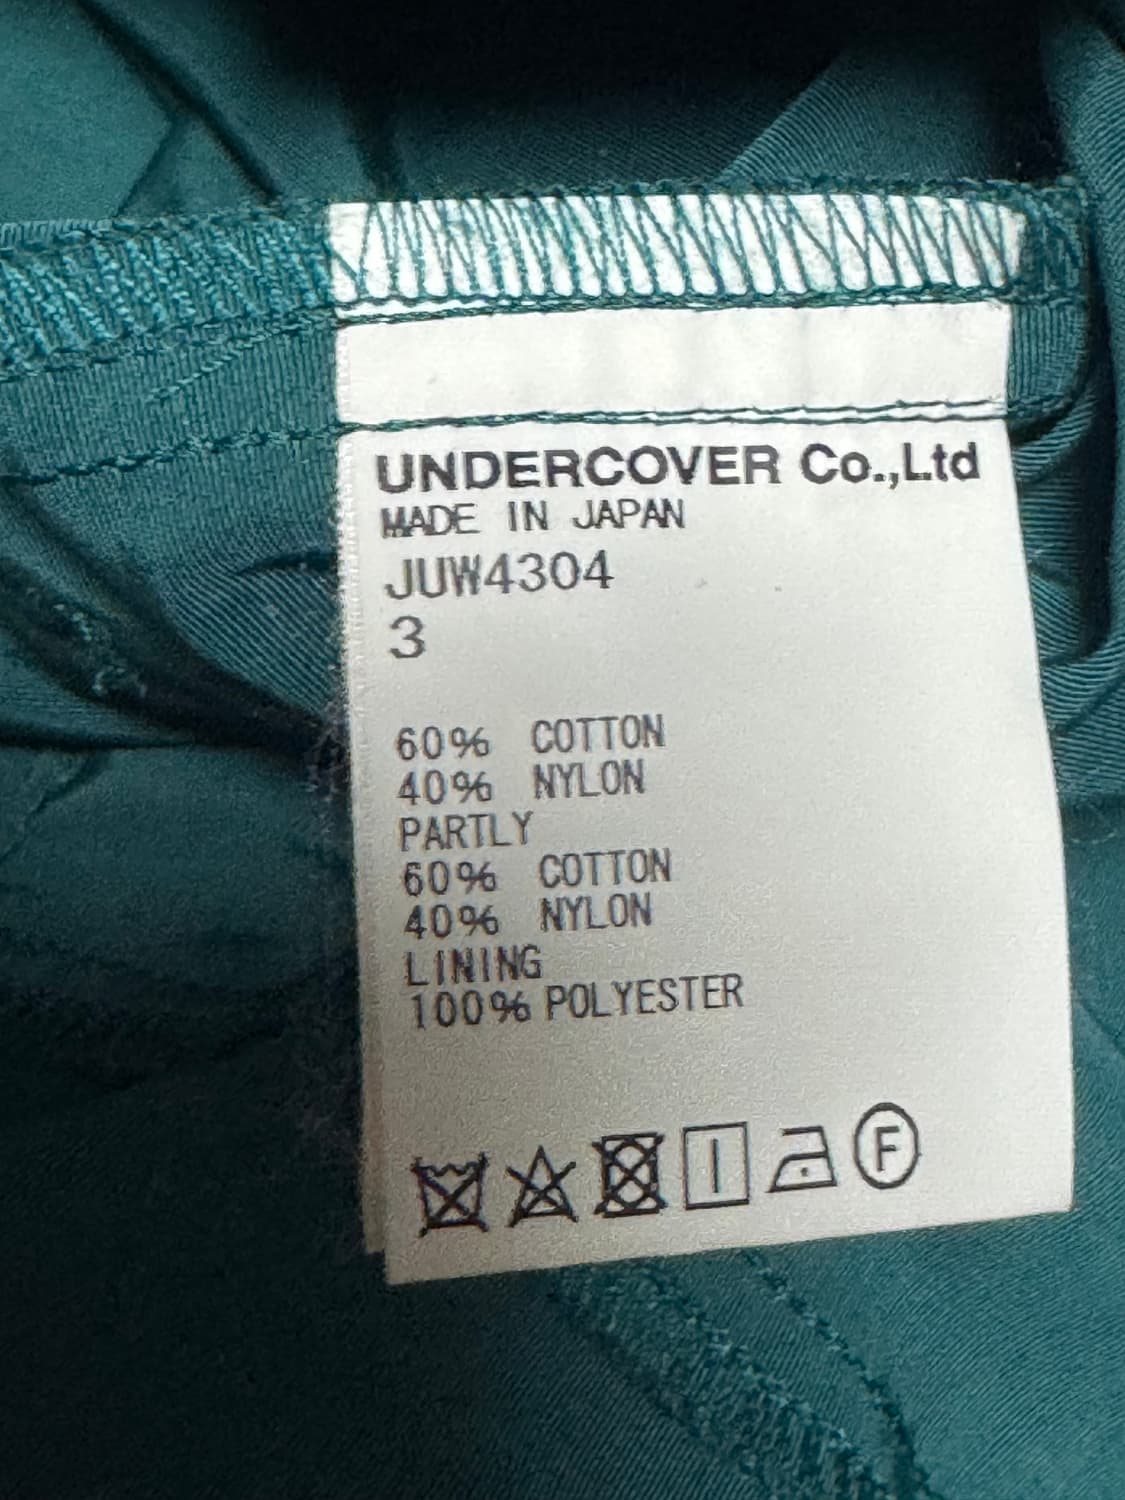 UNDERCOVER Co.,Ltd
MADE IN JAPAN
JUW4304
3
60% COTTON
40% NYLON
PARTLY
60% COTTON
40% NYLON
LINING
100% POLYESTER
F